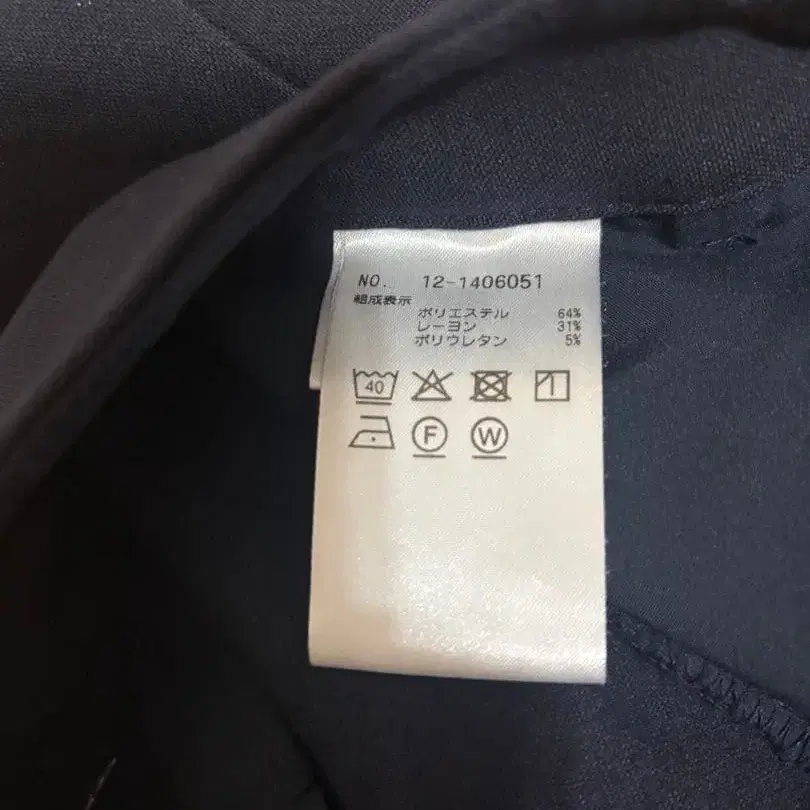 NO. 12-1406051
組成表示
ポリエステル 64%
レーヨン 31%
ポリウレタン 5%
40
F W